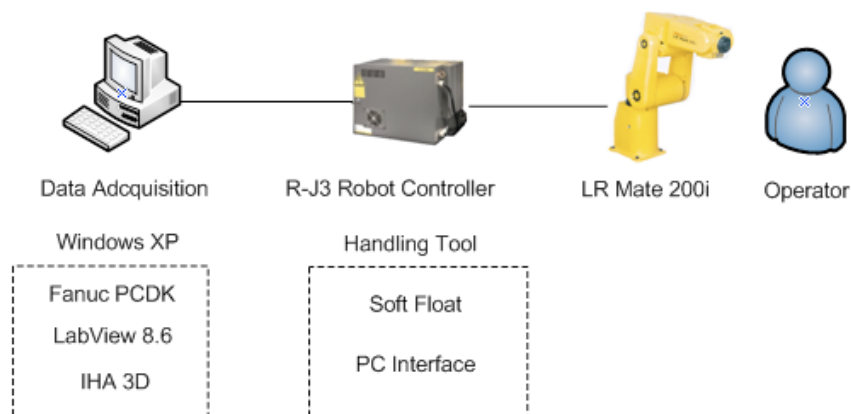 Data Adcquisition
R-J3 Robot Controller
LR Mate 200i
Operator
Windows XP
Handling Tool
Fanuc PCDK
LabView 8.6
IHA 3D
Soft Float
PC Interface